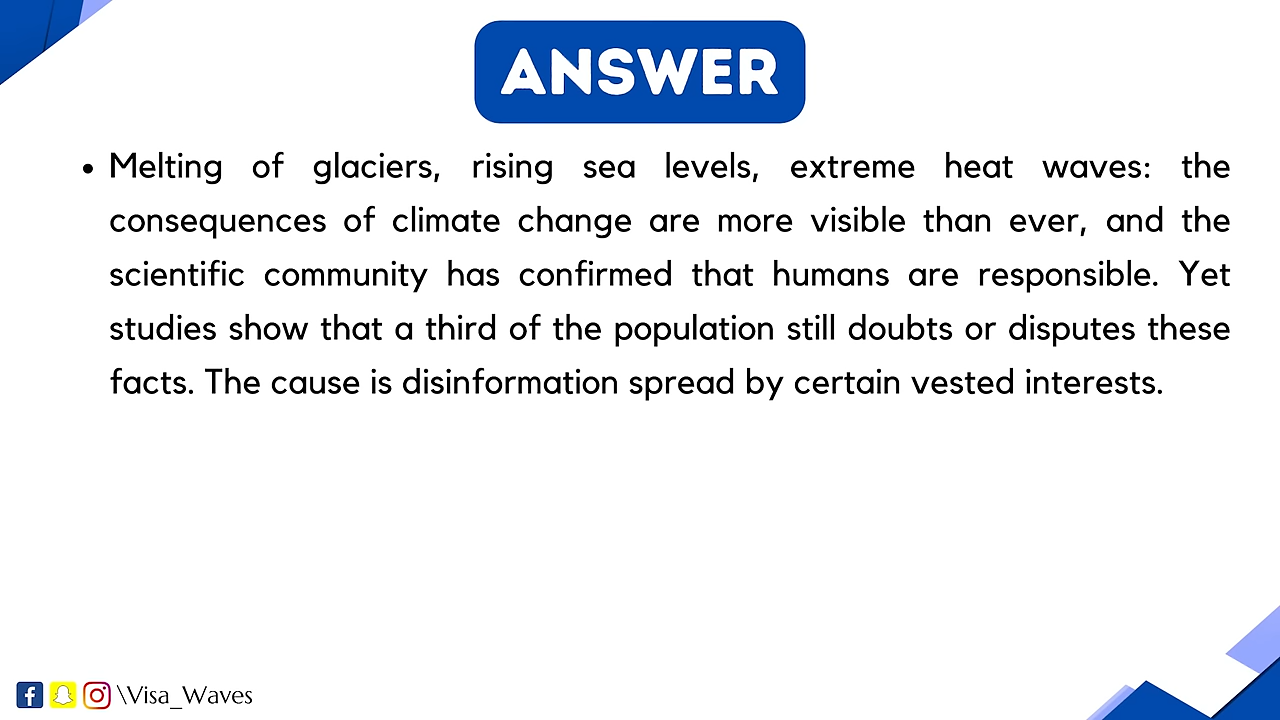 ANSWER
• Melting of glaciers, rising sea levels, extreme heat waves: the
consequences of climate change are more visible than ever, and the
scientific community has confirmed that humans are responsible. Yet
studies show that a third of the population still doubts or disputes these
facts. The cause is disinformation spread by certain vested interests.
\Visa_Waves